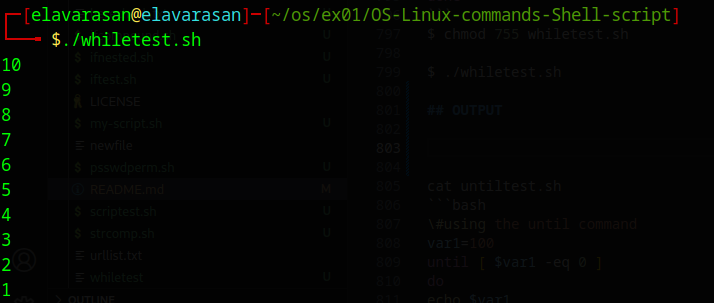 [elavarasan@elavarasan]-[~/os/ex01/OS-Linux-commands-Shell-script]
$./whiletest.sh
10
9
8
7
6
5
4
3
2
1
$ ifnested.sh U
$ iftest.sh U
LICENSE
$ my-script.sh U
newfile
$ psswdperm.sh U
README.md M
$ scriptest.sh U
$ strcomp.sh U
urllist.txt U
whiletest U
> OUTLINE
797 $ chmod 755 whiletest.sh
798
799 $ ./whiletest.sh
800
801 ## OUTPUT
802
803
804
805 cat untiltest.sh
806 ```bash
807 \#using the until command
808 var1=100
809 until [ $var1 -eq 0 ]
810 do
811 echo $var1